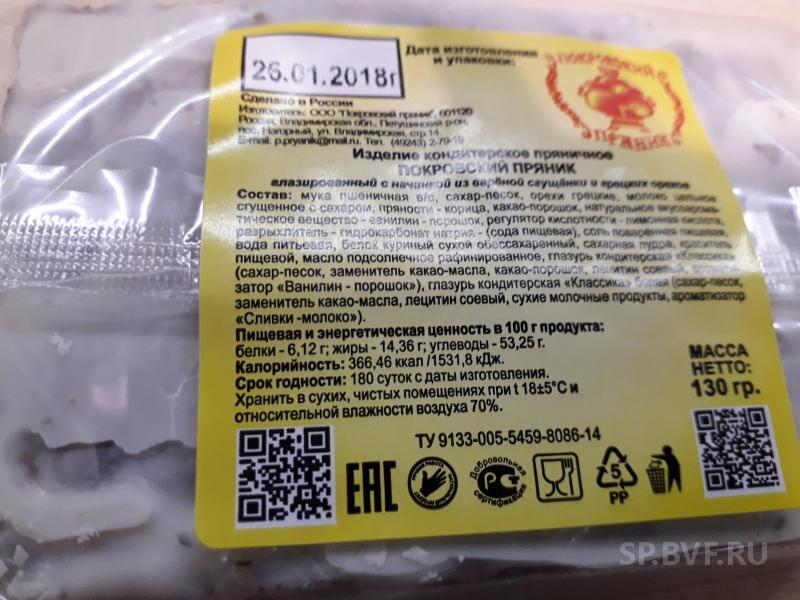 26.01.2018г
Дата изготовления
и упаковки:
ПОКРОВСКИЙ
ПРЯНИК
Сделано в России
Изготовитель: ООО "Покровский пряник", 601120
Россия, Владимирская обл., Петушинский р-он,
пос. Нагорный, ул. Владимирская, стр.14.
E-mail: p.pryanik@mail.ru. Тел. (49243) 2-79-19
Изделие кондитерское пряничное
ПОКРОВСКИЙ ПРЯНИК
глазированный с начинкой из варёной сгущёнки и грецких орехов
Состав: мука пшеничная в/с, сахар-песок, орехи грецкие, молоко цельное
сгущенное с сахаром, пряности - корица, какао-порошок, натуральное вкусоарома-
тическое вещество - ванилин - порошок, регулятор кислотности - лимонная кислота,
разрыхлитель - гидрокарбонат натрия - (сода пищевая), соль поваренная пищевая,
вода питьевая, белок куриный сухой обессахаренный, сахарная пудра, краситель
пищевой, масло подсолнечное рафинированное, глазурь кондитерская «Классика»
(сахар-песок, заменитель какао-масла, какао-порошок, лецитин соевый, аромати-
затор «Ванилин - порошок»), глазурь кондитерская «Классика» белая (сахар-песок,
заменитель какао-масла, лецитин соевый, сухие молочные продукты, ароматизатор
«Сливки -молоко»).
Пищевая и энергетическая ценность в 100 г продукта:
белки - 6,12 г; жиры - 14,36 г; углеводы - 53,25 г.
Калорийность: 366,46 ккал /1531,8 кДж.
Срок годности: 180 суток с даты изготовления.
Хранить в сухих, чистых помещениях при t 18±5°С и
относительной влажности воздуха 70%.
МАССА
НЕТТО:
130 гр.
ТУ 9133-005-5459-8086-14
EAC
Добровольная
сертификация
РС
5
PP
SP.BVF.RU